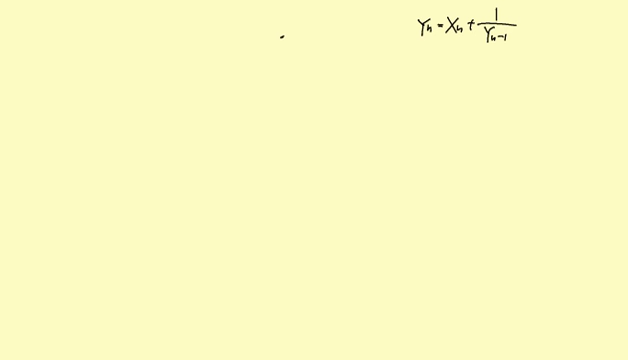 Yn = Xn + 1/Yn-1